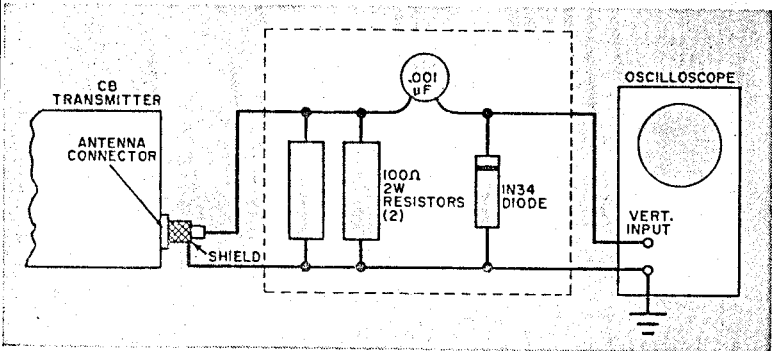 CB
TRANSMITTER
ANTENNA
CONNECTOR
SHIELD
.001
µF
100Ω
2W
RESISTORS
(2)
1N34
DIODE
OSCILLOSCOPE
VERT.
INPUT